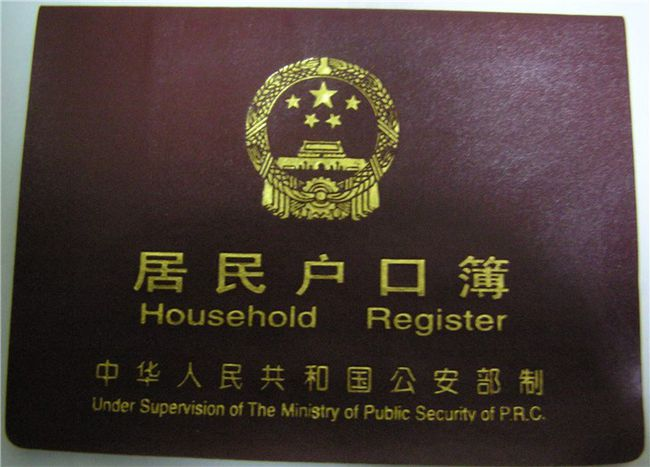 居民户口簿
Household Register
中华人民共和国公安部制
Under Supervision of The Ministry of Public Security of P.R.C.